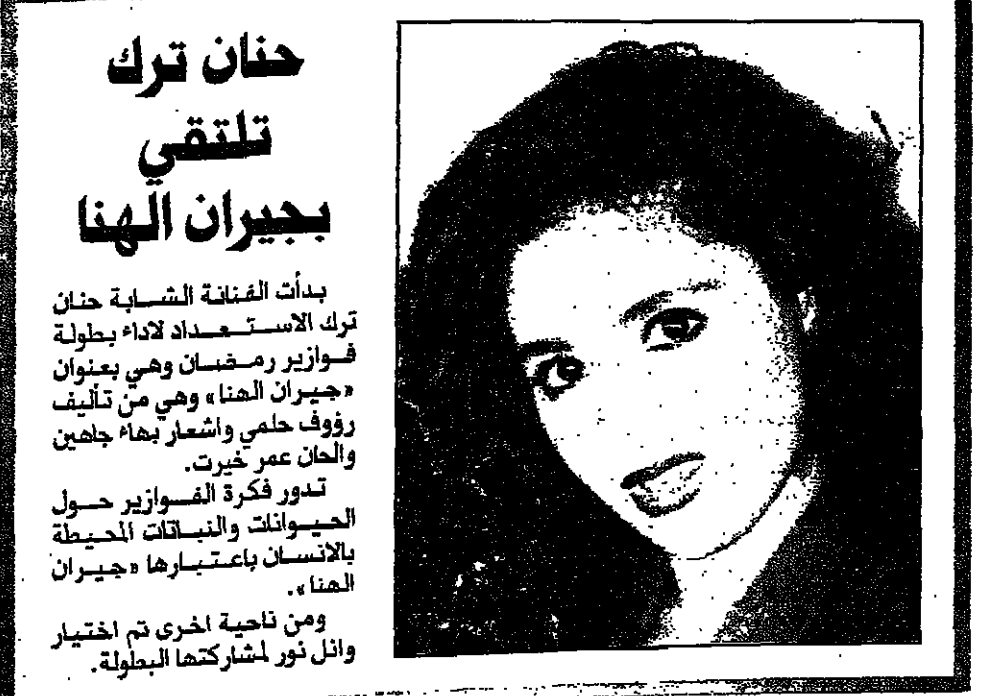 حنان ترك
تلتقي
بجيران الهنا
بدأت الفنانة الشابة حنان
ترك الاستعداد لاداء بطولة
فوازير رمضان وهي بعنوان
«جيران الهنا» وهي من تأليف
رؤوف حلمي واشعار بهاء جاهين
والحان عمر خيرت.
تدور فكرة الفوازير حول
الحيوانات والنباتات المحيطة
بالانسان باعتبارها «جيران
الهنا».
ومن ناحية اخرى تم اختيار
وائل نور لمشاركتها البطولة.